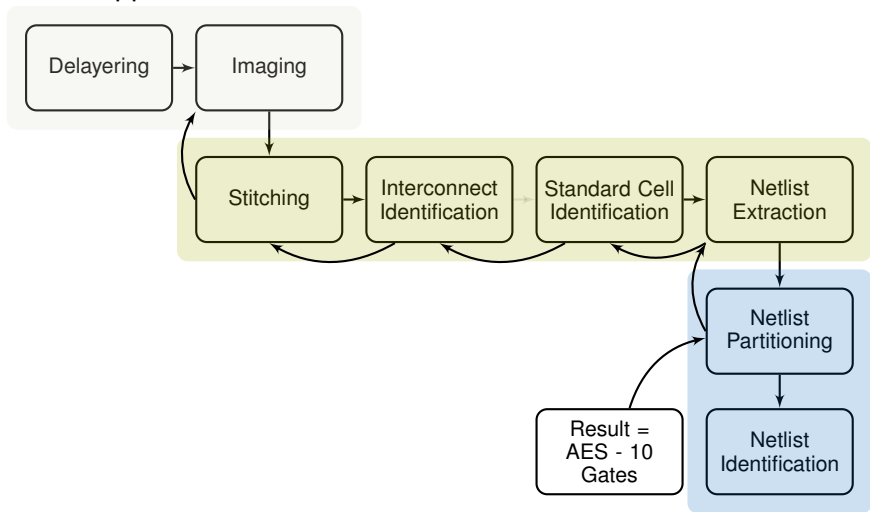 Delayering
Imaging
Stitching
Interconnect
Identification
Standard Cell
Identification
Netlist
Extraction
Netlist
Partitioning
Result =
AES - 10
Gates
Netlist
Identification